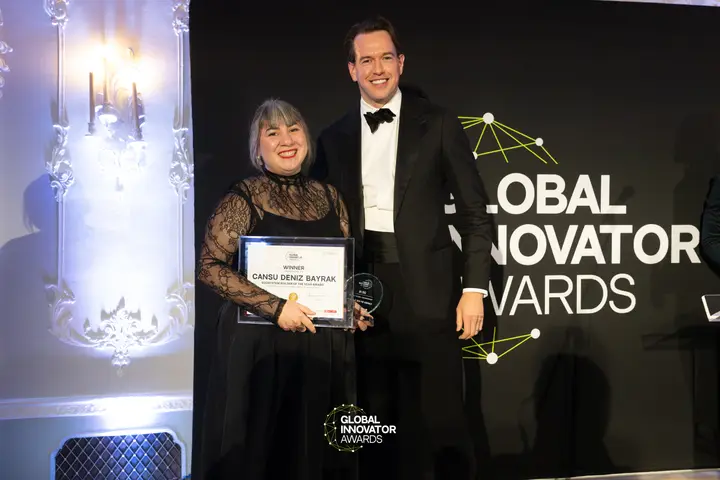 GLOBAL
INNOVATOR
AWARDS
WINNER
CANSU DENIZ BAYRAK
GLOBAL
INNOVATOR
AWARDS